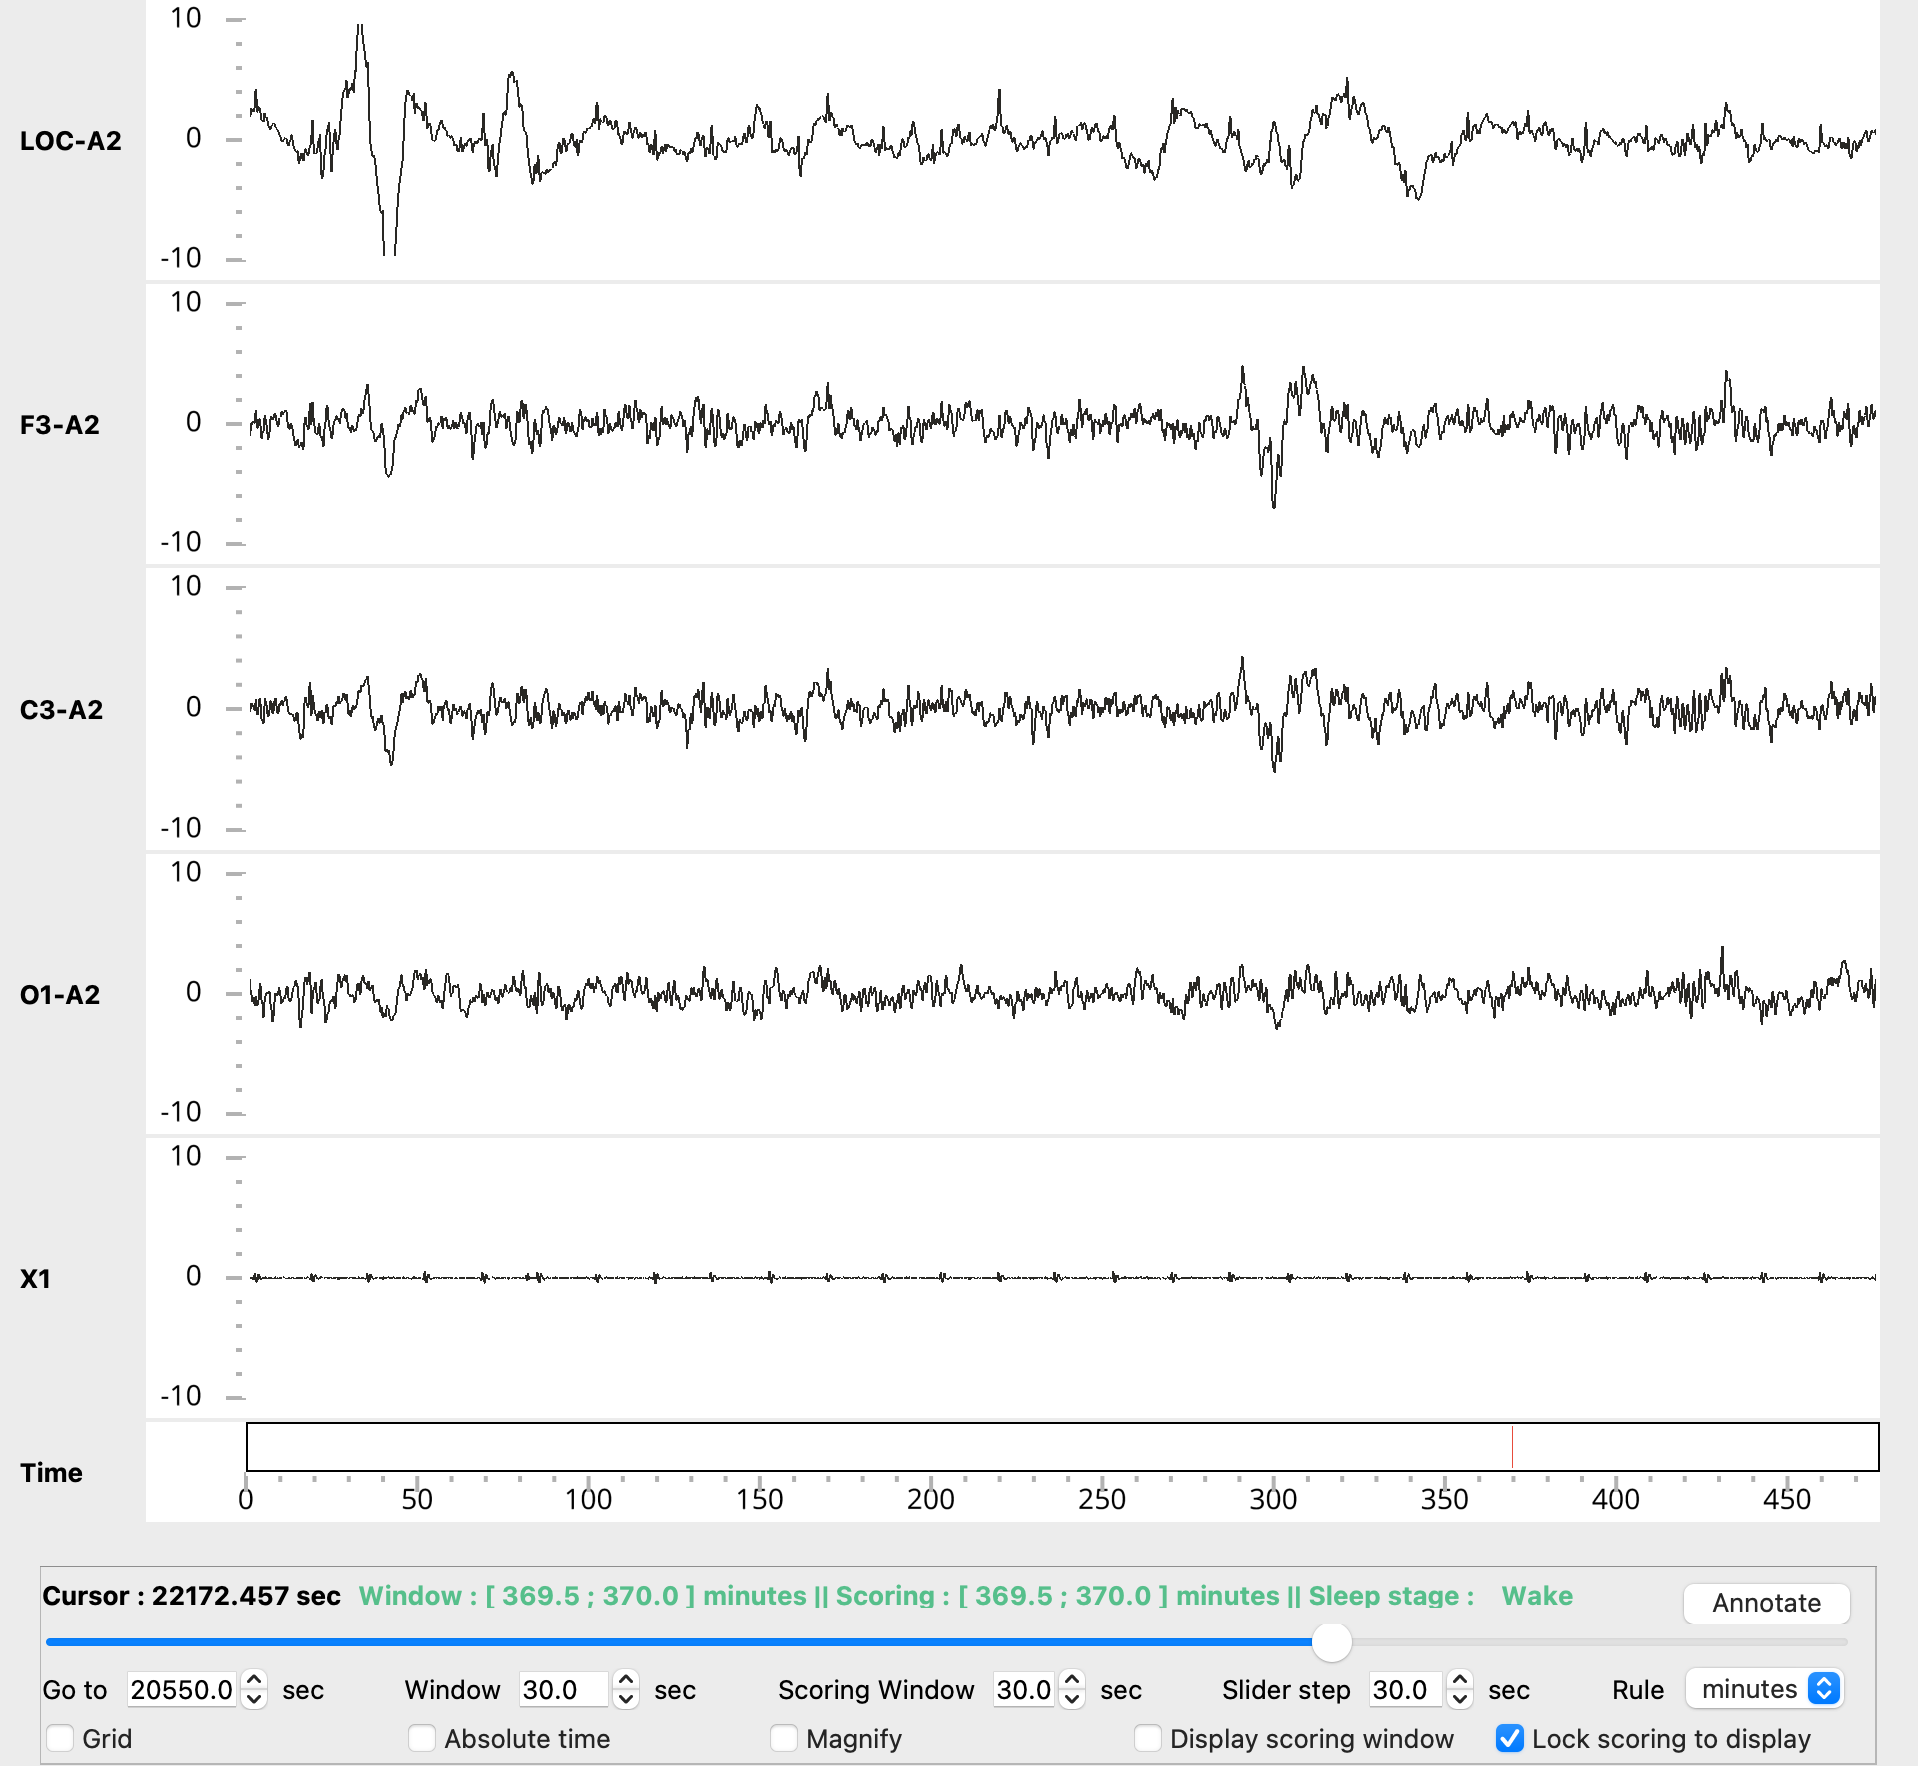 10
LOC-A2
0
-10
10
F3-A2
0
-10
10
C3-A2
0
-10
10
O1-A2
0
-10
10
X1
0
-10
Time
0 50 100 150 200 250 300 350 400 450
Cursor : 22172.457 sec Window : [ 369.5 ; 370.0 ] minutes || Scoring : [ 369.5 ; 370.0 ] minutes || Sleep stage : Wake Annotate
Go to 20550.0 sec Window 30.0 sec Scoring Window 30.0 sec Slider step 30.0 sec Rule minutes
Grid Absolute time Magnify Display scoring window Lock scoring to display